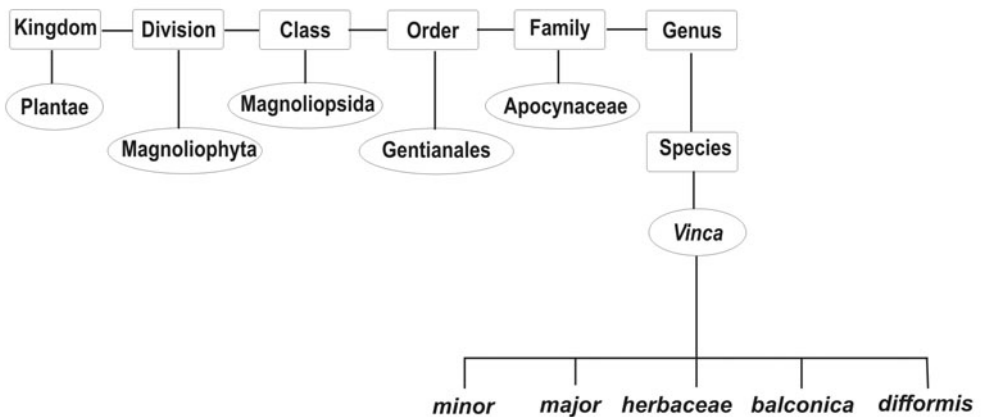 Kingdom
Division
Class
Order
Family
Genus
Plantae
Magnoliopsida
Apocynaceae
Magnoliophyta
Gentianales
Species
Vinca
minor
major
herbaceae
balconica
difformis